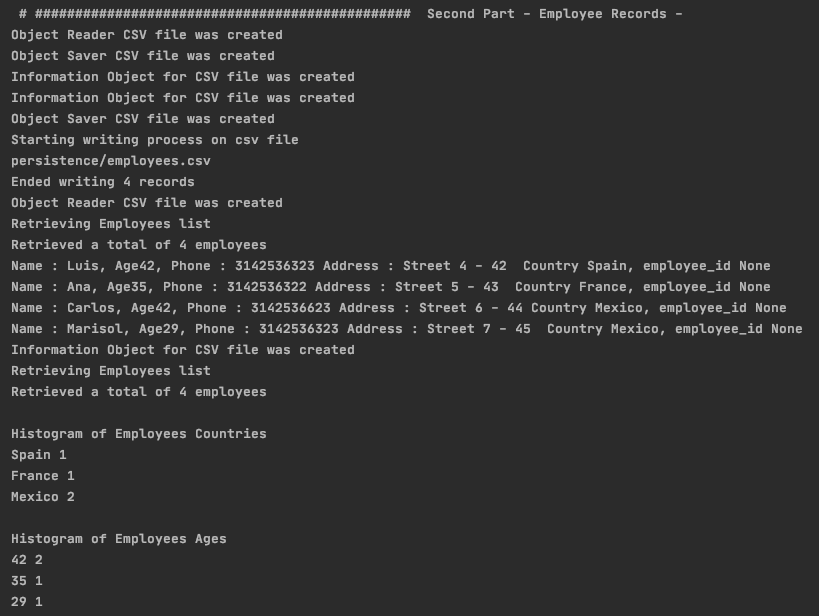 # ############################################### Second Part - Employee Records -
Object Reader CSV file was created
Object Saver CSV file was created
Information Object for CSV file was created
Information Object for CSV file was created
Object Saver CSV file was created
Starting writing process on csv file
persistence/employees.csv
Ended writing 4 records
Object Reader CSV file was created
Retrieving Employees list
Retrieved a total of 4 employees
Name : Luis, Age42, Phone : 3142536323 Address : Street 4 - 42  Country Spain, employee_id None
Name : Ana, Age35, Phone : 3142536322 Address : Street 5 - 43  Country France, employee_id None
Name : Carlos, Age42, Phone : 3142536623 Address : Street 6 - 44 Country Mexico, employee_id None
Name : Marisol, Age29, Phone : 3142536323 Address : Street 7 - 45  Country Mexico, employee_id None
Information Object for CSV file was created
Retrieving Employees list
Retrieved a total of 4 employees
Histogram of Employees Countries
Spain 1
France 1
Mexico 2
Histogram of Employees Ages
42 2
35 1
29 1